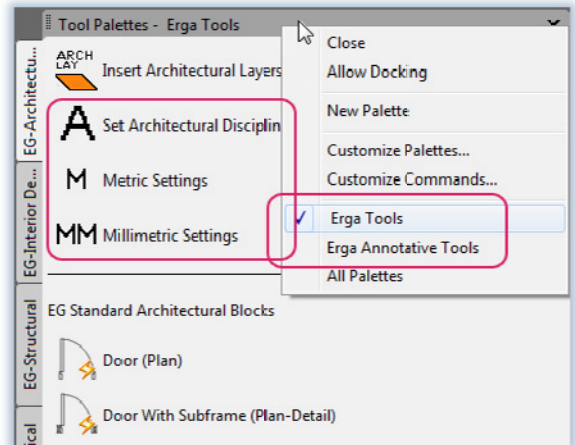 Tool Palettes - Erga Tools
ARCH
LAY
Insert Architectural Layers
A
Set Architectural Disciplin
M
Metric Settings
MM
Millimetric Settings
EG Standard Architectural Blocks
Door (Plan)
Door With Subframe (Plan-Detail)
Close
Allow Docking
New Palette
Customize Palettes...
Customize Commands...
Erga Tools
Erga Annotative Tools
All Palettes
EG-Architectu...
EG-Interior De...
EG-Structural
ical